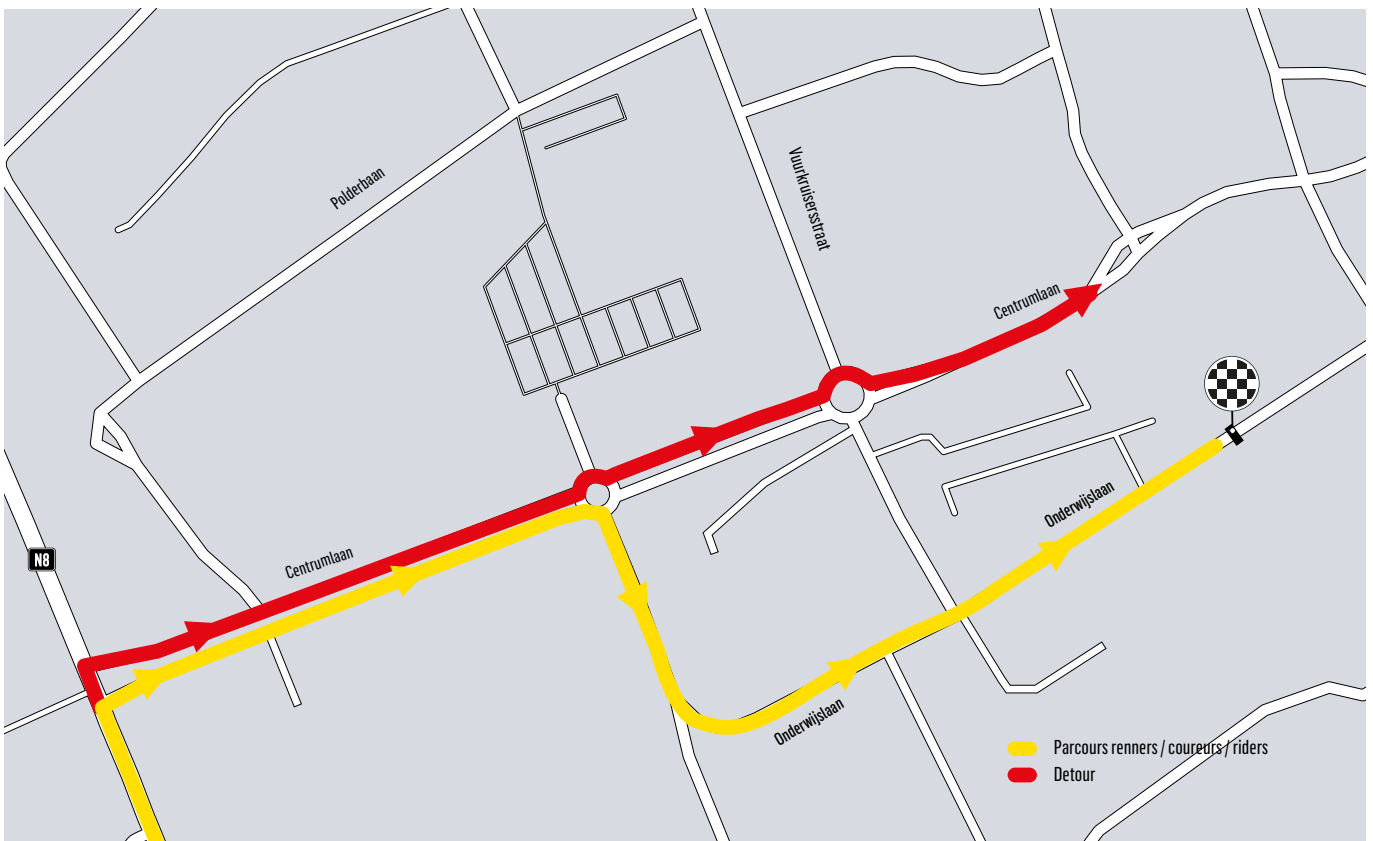 Polderbaan
Vuurkruisersstraat
Centrumlaan
N8
Centrumlaan
Onderwijslaan
Onderwijslaan
Parcours renners / coureurs / riders
Detour